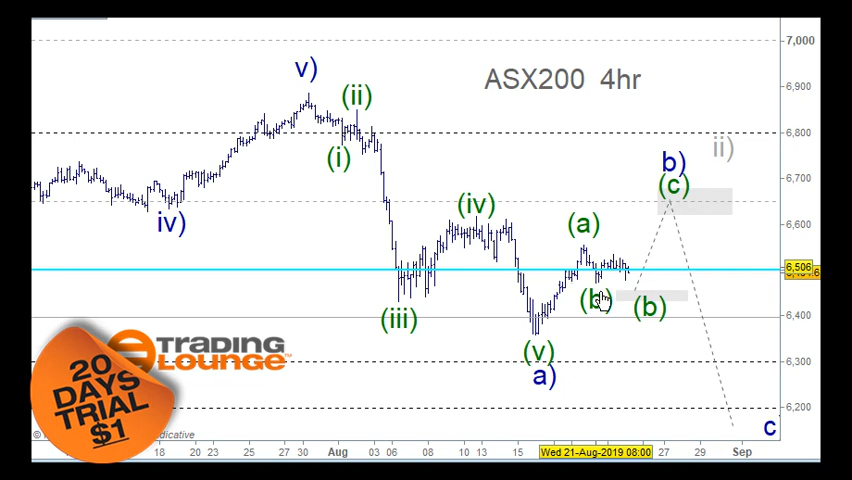 7,000
ASX200 4hr
6,900
v)
(ii)
6,800
(i)
ii)
b)
6,700
(c)
iv)
(iv)
(a)
6,600
6,506
(b)
(b)
(iii)
6,400
TRADING
LOUNGE
(v)
6,300
a)
20
DAYS
TRIAL
$1
6,200
c
18
20
23
25
27
30
Aug
03
06
08
10
13
15
Wed 21-Aug-2019 08:00
27
29
Sep